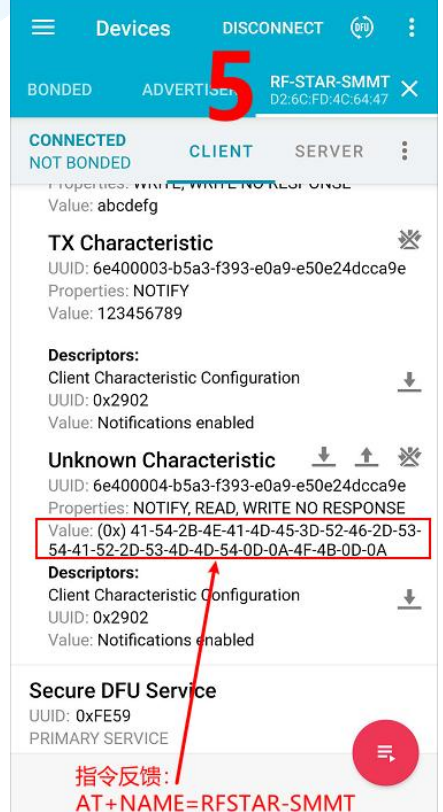 Devices
DISCONNECT
DFU
5
BONDED
RF-STAR-SMMT
D2:6C:FD:4C:64:47
CONNECTED
NOT BONDED
CLIENT
SERVER
Properties: WRITE, WRITE NO RESPONSE
Value: abcdefg
TX Characteristic
UUID: 6e400003-b5a3-f393-e0a9-e50e24dcca9e
Properties: NOTIFY
Value: 123456789
Descriptors:
Client Characteristic Configuration
UUID: 0x2902
Value: Notifications enabled
Unknown Characteristic
UUID: 6e400004-b5a3-f393-e0a9-e50e24dcca9e
Properties: NOTIFY, READ, WRITE NO RESPONSE
Value: (0x) 41-54-2B-4E-41-4D-45-3D-52-46-2D-53-
54-41-52-2D-53-4D-4D-54-0D-0A-4F-4B-0D-0A
Descriptors:
Client Characteristic Configuration
UUID: 0x2902
Value: Notifications enabled
Secure DFU Service
UUID: 0xFE59
PRIMARY SERVICE
指令反馈:
AT+NAME=RFSTAR-SMMT